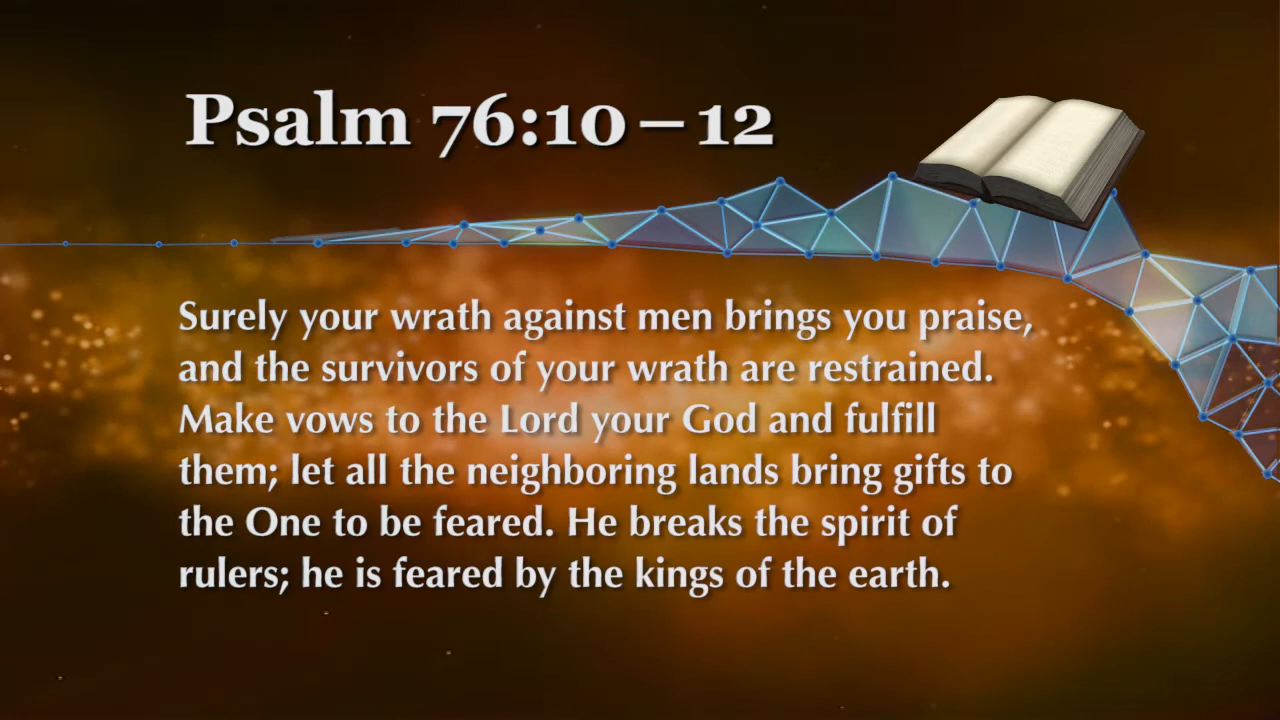 Psalm 76:10–12
Surely your wrath against men brings you praise,
and the survivors of your wrath are restrained.
Make vows to the Lord your God and fulfill
them; let all the neighboring lands bring gifts to
the One to be feared. He breaks the spirit of
rulers; he is feared by the kings of the earth.